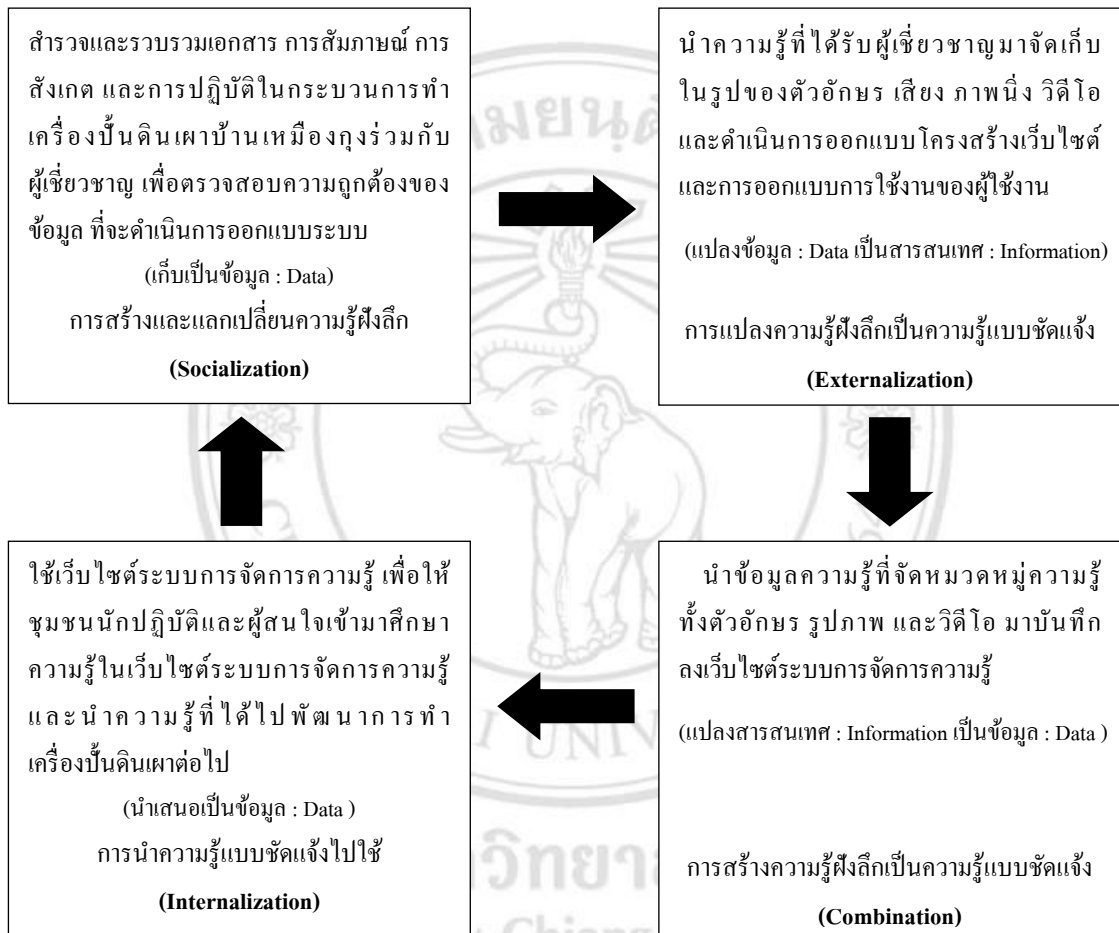 สำรวจและรวบรวมเอกสาร การสัมภาษณ์ การ
สังเกต และการปฏิบัติในกระบวนการทำ
เครื่องปั้นดินเผาบ้านเหมืองกุงร่วมกับ
ผู้เชี่ยวชาญ เพื่อตรวจสอบความถูกต้องของ
ข้อมูล ที่จะดำเนินการออกแบบระบบ
(เก็บเป็นข้อมูล : Data)
การสร้างและแลกเปลี่ยนความรู้ฝังลึก
(Socialization)
นำความรู้ที่ได้รับผู้เชี่ยวชาญมาจัดเก็บ
ในรูปของตัวอักษร เสียง ภาพนิ่ง วิดีโอ
และดำเนินการออกแบบโครงสร้างเว็บไซต์
และการออกแบบการใช้งานของผู้ใช้งาน
(แปลงข้อมูล : Data เป็นสารสนเทศ : Information)
การแปลงความรู้ฝังลึกเป็นความรู้แบบชัดแจ้ง
(Externalization)
ใช้เว็บไซต์ระบบการจัดการความรู้ เพื่อให้
ชุมชนนักปฏิบัติและผู้สนใจเข้ามาศึกษา
ความรู้ในเว็บไซต์ระบบการจัดการความรู้
และนำความรู้ที่ได้ไปพัฒนาการทำ
เครื่องปั้นดินเผาต่อไป
(นำเสนอเป็นข้อมูล : Data )
การนำความรู้แบบชัดแจ้งไปใช้
(Internalization)
นำข้อมูลความรู้ที่จัดหมวดหมู่ความรู้
ทั้งตัวอักษร รูปภาพ และวิดีโอ มาบันทึก
ลงเว็บไซต์ระบบการจัดการความรู้
(แปลงสารสนเทศ : Information เป็นข้อมูล : Data )
การสร้างความรู้ฝังลึกเป็นความรู้แบบชัดแจ้ง
(Combination)